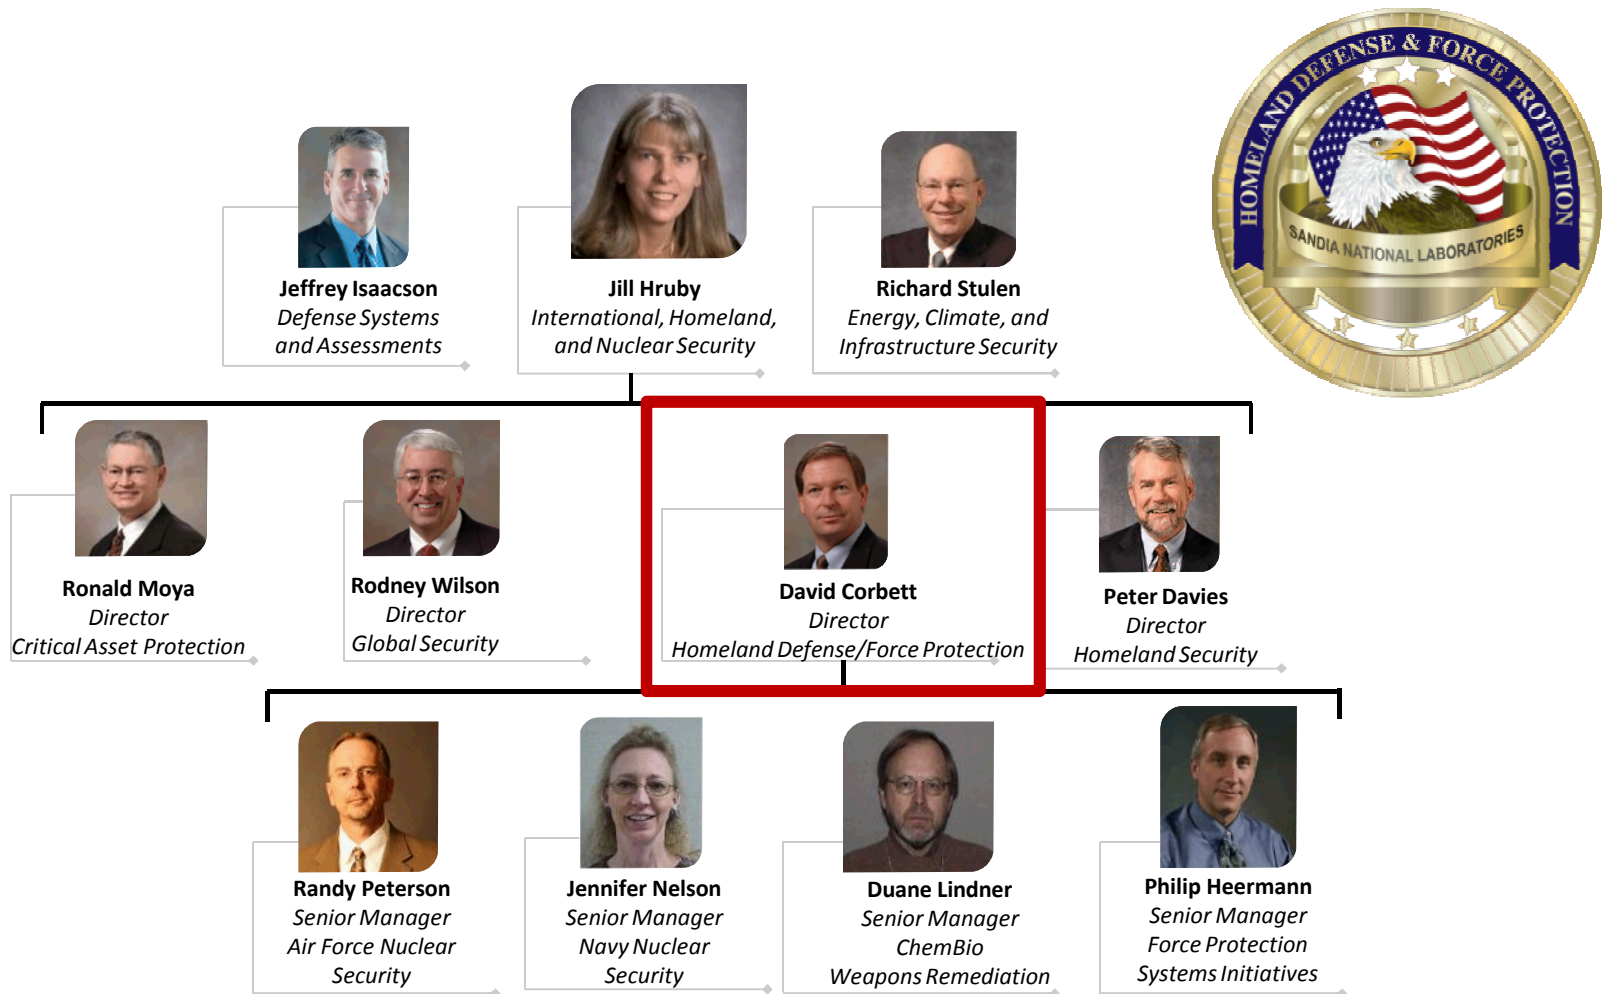 HOMELAND DEFENSE & FORCE PROTECTION
SANDIA NATIONAL LABORATORIES
Jeffrey Isaacson
Defense Systems
and Assessments
Jill Hruby
International, Homeland,
and Nuclear Security
Richard Stulen
Energy, Climate, and
Infrastructure Security
Ronald Moya
Director
Critical Asset Protection
Rodney Wilson
Director
Global Security
David Corbett
Director
Homeland Defense/Force Protection
Peter Davies
Director
Homeland Security
Randy Peterson
Senior Manager
Air Force Nuclear
Security
Jennifer Nelson
Senior Manager
Navy Nuclear
Security
Duane Lindner
Senior Manager
ChemBio
Weapons Remediation
Philip Heermann
Senior Manager
Force Protection
Systems Initiatives